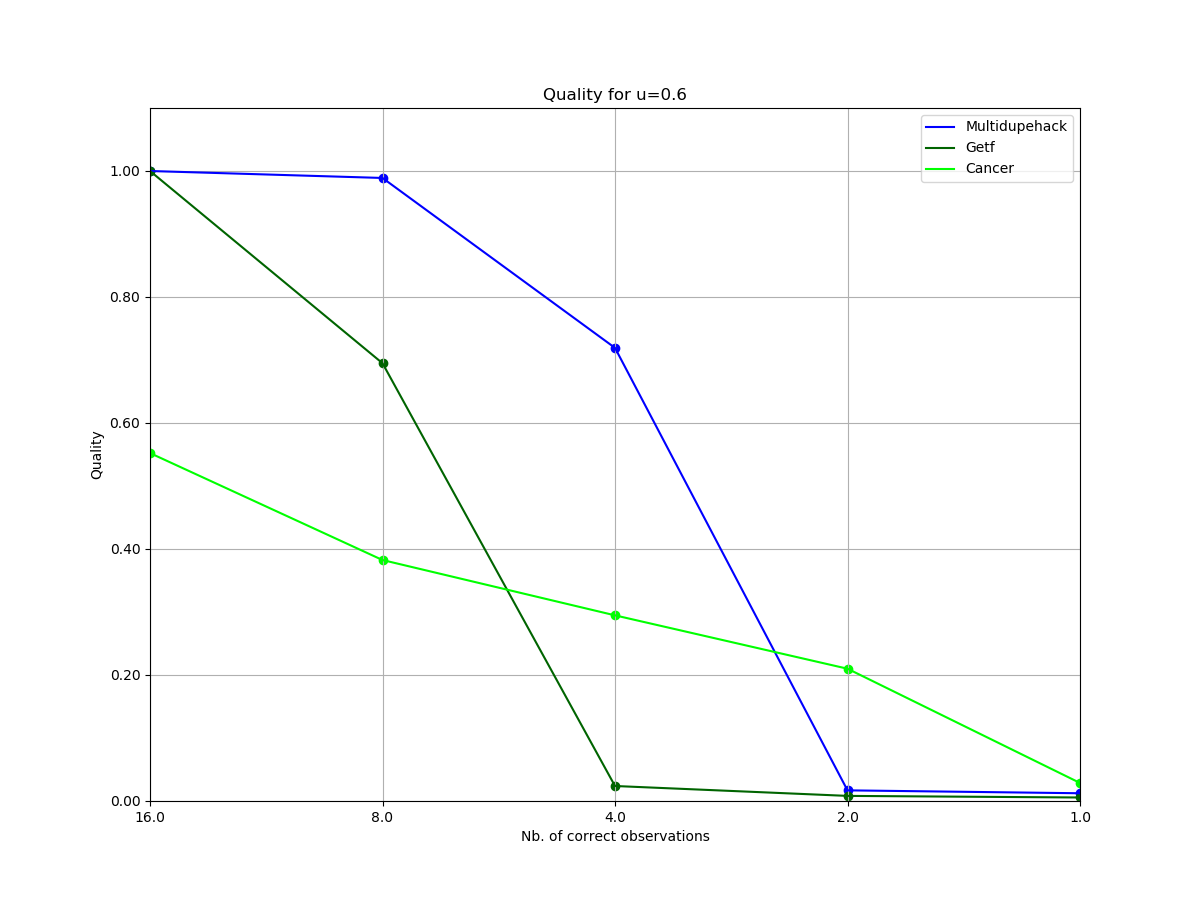 Quality for u=0.6
Multidupehack
Getf
Cancer
1.00
0.80
0.60
0.40
0.20
0.00
Quality
16.0 8.0 4.0 2.0 1.0
Nb. of correct observations